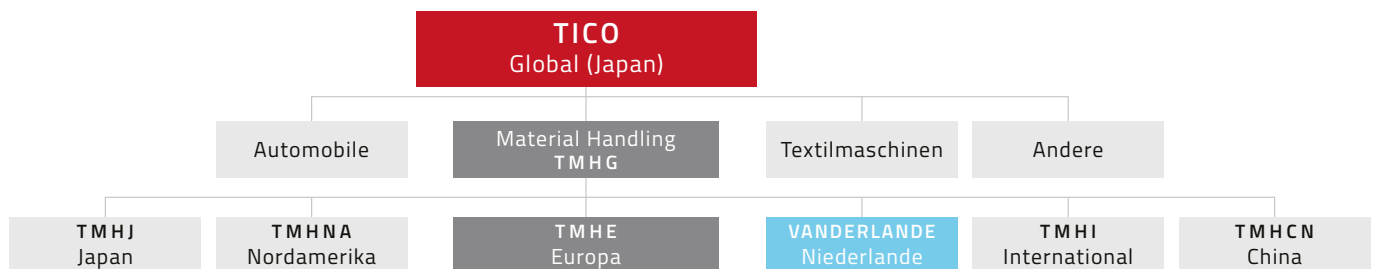 TICO
Global (Japan)
Automobile
Material Handling
TMHG
Textilmaschinen
Andere
TMHJ
Japan
TMHNA
Nordamerika
TMHE
Europa
VANDERLANDE
Niederlande
TMHI
International
TMHCN
China